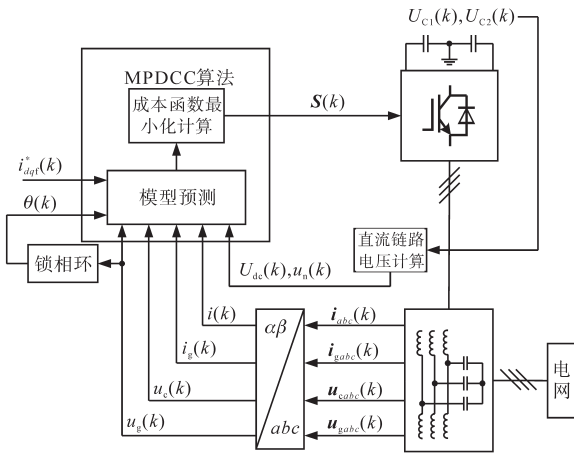 U_C1(k),U_C2(k)
MPDCC算法
成本函数最
小化计算
S(k)
i*_dqf(k)
θ(k)
模型预测
锁相环
直流链路
电压计算
U_dc(k),u_n(k)
i(k)
i_g(k)
u_c(k)
u_g(k)
αβ
abc
i_abc(k)
i_gabc(k)
u_cabc(k)
u_gabc(k)
电
网